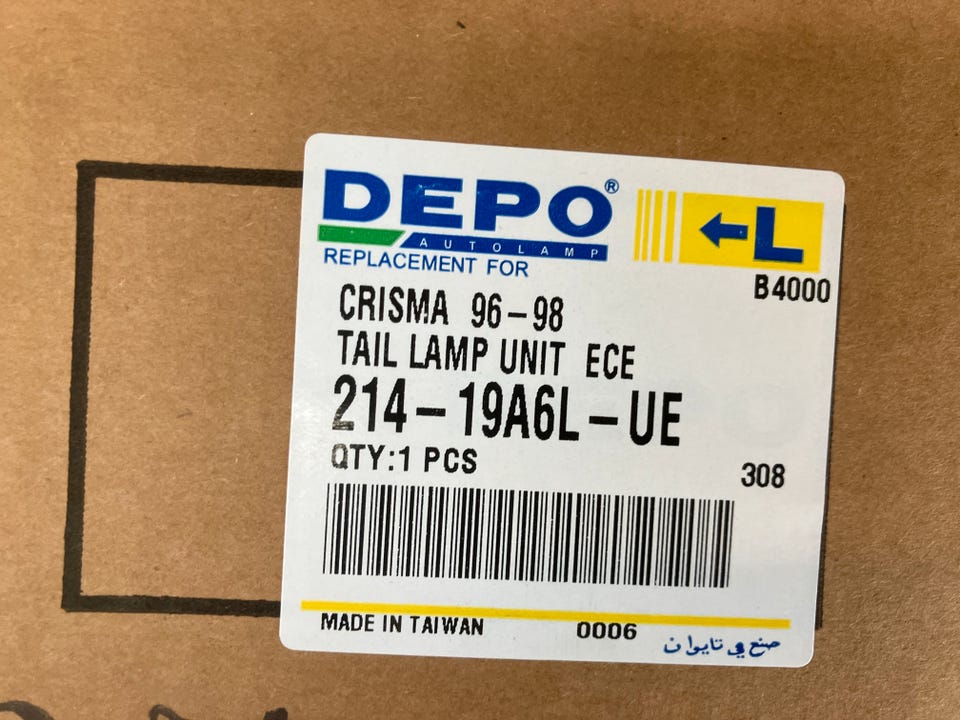 DEPO®
AUTOLAMP
REPLACEMENT FOR
←L
B4000
CRISMA 96-98
TAIL LAMP UNIT ECE
214-19A6L-UE
QTY:1 PCS
308
MADE IN TAIWAN
0006
صنع في تايوان